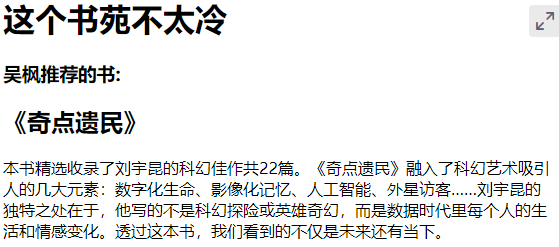 这个书苑不太冷
吴枫推荐的书:
《奇点遗民》
本书精选收录了刘宇昆的科幻佳作共22篇。《奇点遗民》融入了科幻艺术吸引
人的几大元素：数字化生命、影像化记忆、人工智能、外星访客……刘宇昆的
独特之处在于，他写的不是科幻探险或英雄奇幻，而是数据时代里每个人的生
活和情感变化。透过这本书，我们看到的不仅是未来还有当下。